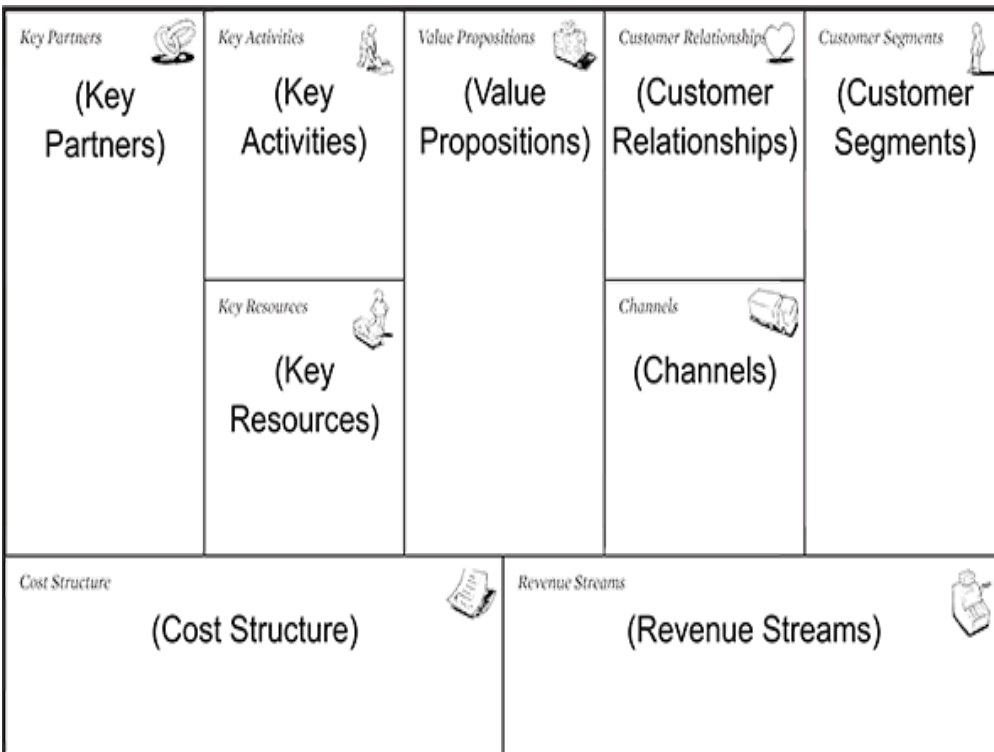 Key Partners
(Key
Partners)
Key Activities
(Key
Activities)
Key Resources
(Key
Resources)
Value Propositions
(Value
Propositions)
Customer Relationships
(Customer
Relationships)
Channels
(Channels)
Customer Segments
(Customer
Segments)
Cost Structure
(Cost Structure)
Revenue Streams
(Revenue Streams)